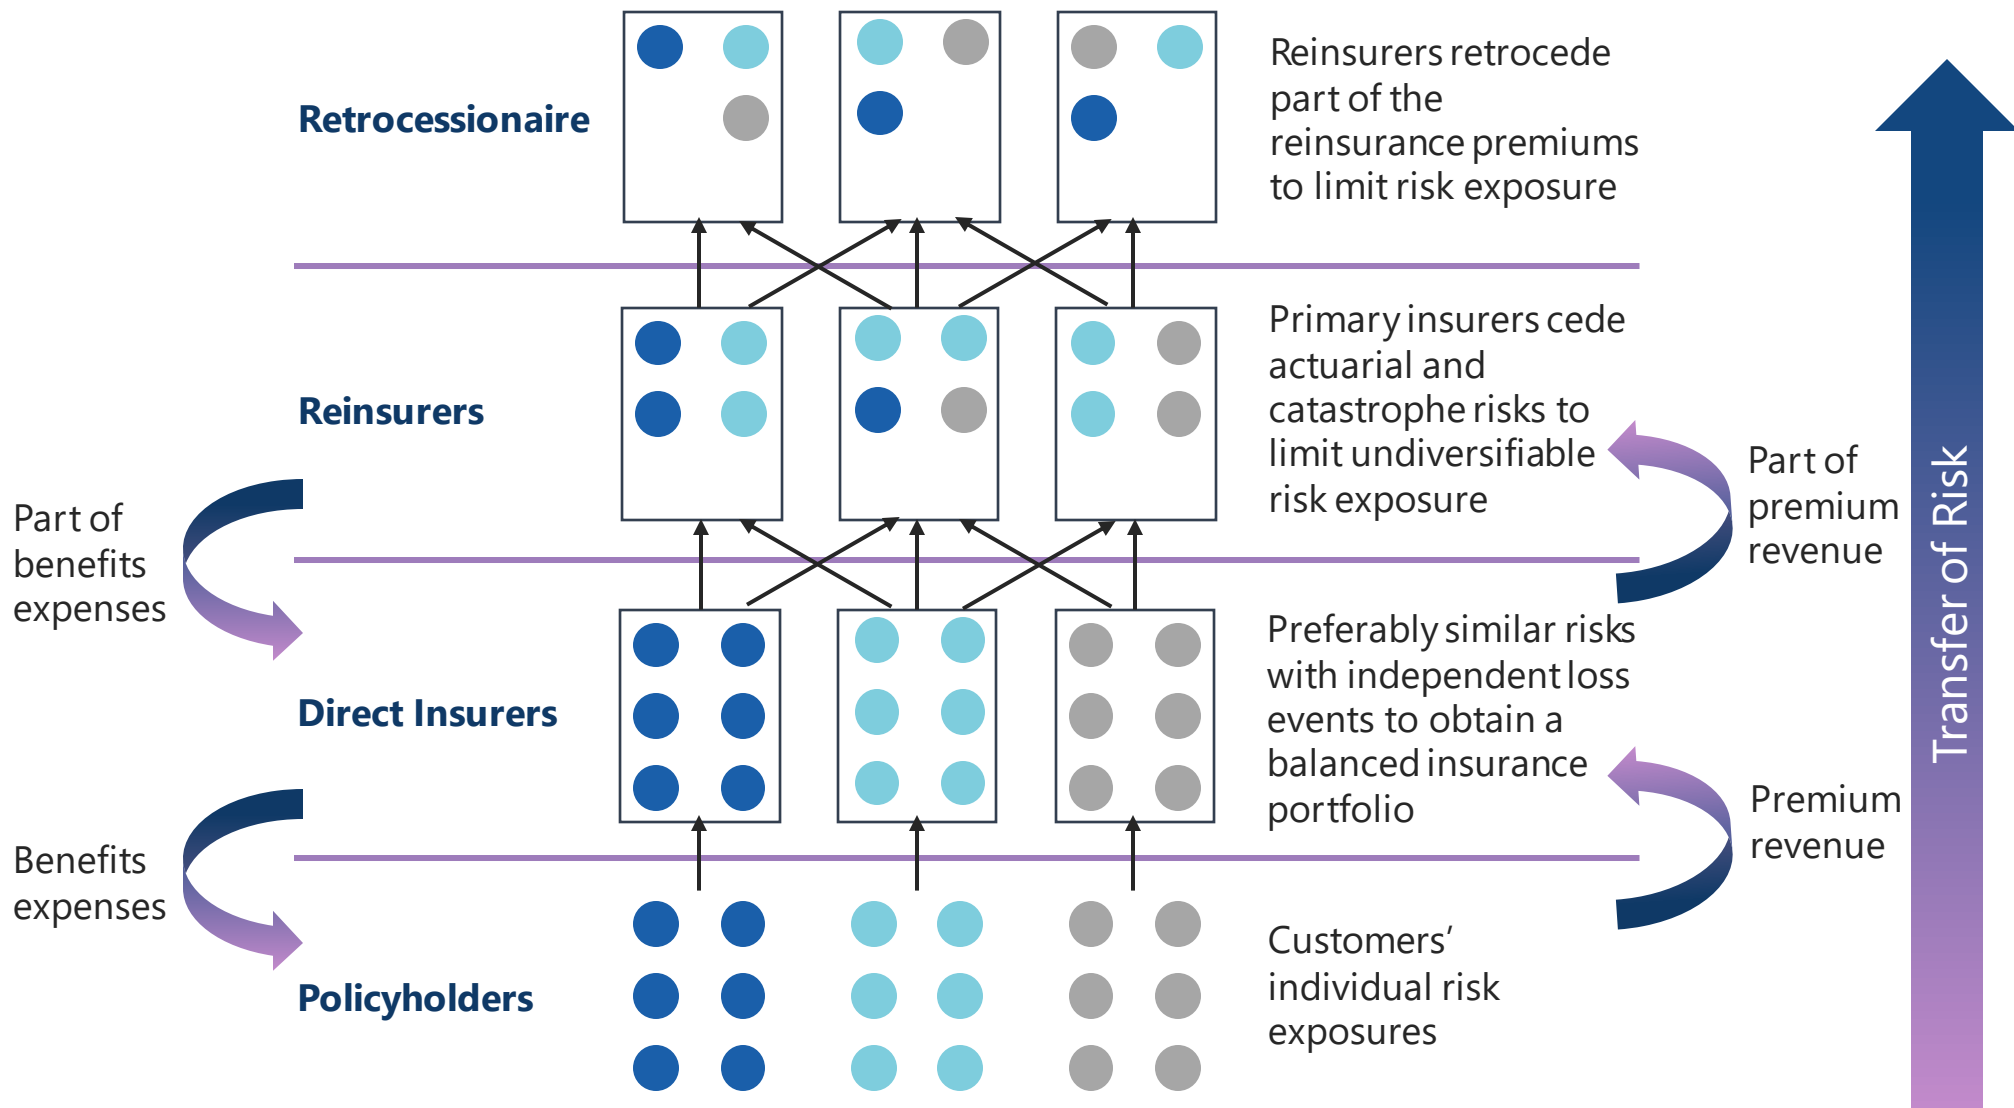 Retrocessionaire
Reinsurers retrocede
part of the
reinsurance premiums
to limit risk exposure
Reinsurers
Primary insurers cede
actuarial and
catastrophe risks to
limit undiversifiable
risk exposure
Part of
benefits
expenses
Part of
premium
revenue
Transfer of Risk
Direct Insurers
Preferably similar risks
with independent loss
events to obtain a
balanced insurance
portfolio
Benefits
expenses
Premium
revenue
Policyholders
Customers’
individual risk
exposures